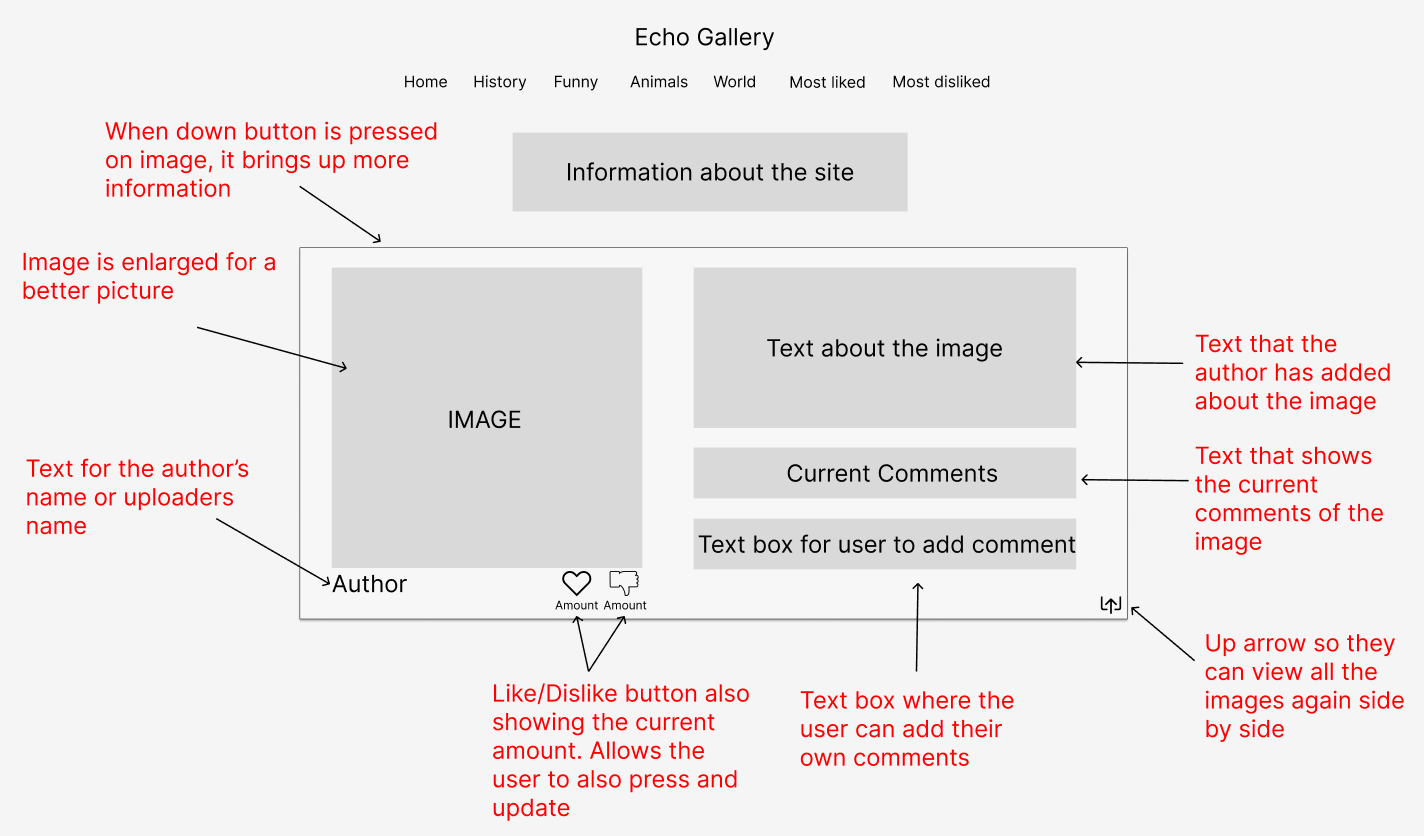 Echo Gallery
Home History Funny Animals World Most liked Most disliked
When down button is pressed
on image, it brings up more
information
Information about the site
Image is enlarged for a
better picture
IMAGE
Text about the image
Text that the
author has added
about the image
Current Comments
Text that shows
the current
comments of the
image
Text for the author’s
name or uploaders
name
Text box for user to add comment
Author
Amount Amount
Up arrow so they
can view all the
images again side
by side
Like/Dislike button also
showing the current
amount. Allows the
user to also press and
update
Text box where the
user can add their
own comments